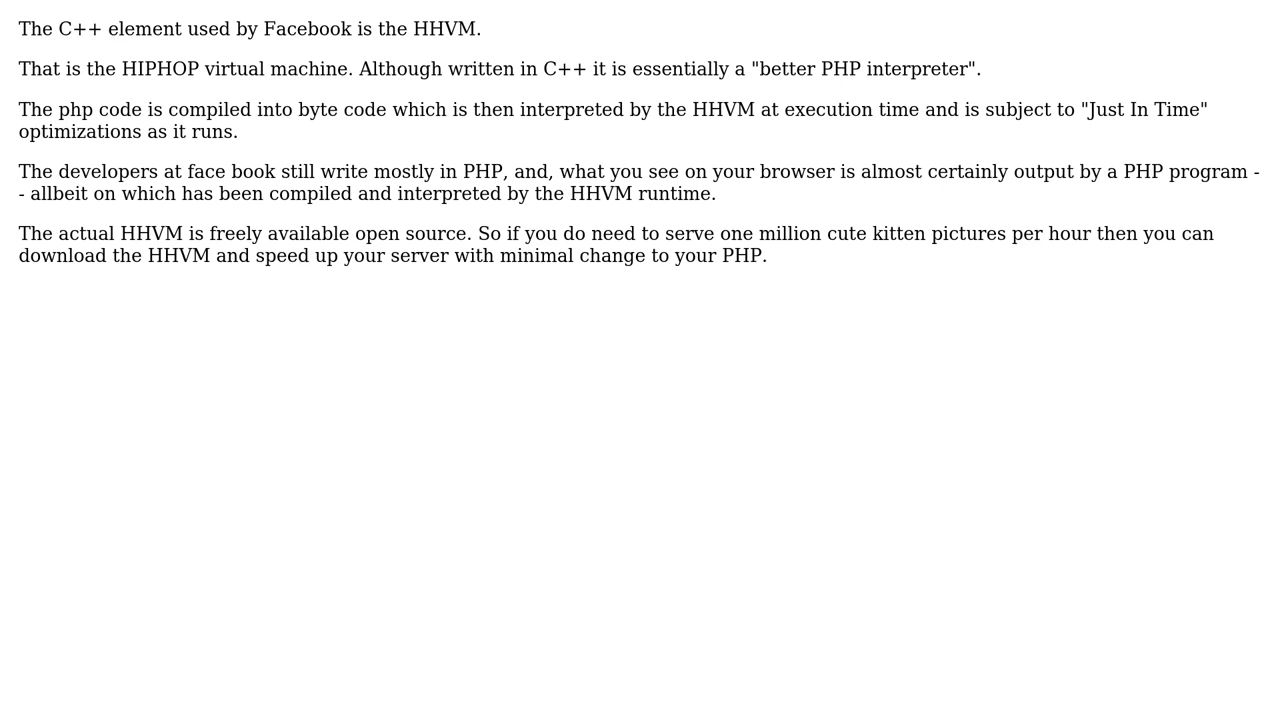 The C++ element used by Facebook is the HHVM.
That is the HIPHOP virtual machine. Although written in C++ it is essentially a "better PHP interpreter".
The php code is compiled into byte code which is then interpreted by the HHVM at execution time and is subject to "Just In Time"
optimizations as it runs.
The developers at face book still write mostly in PHP, and, what you see on your browser is almost certainly output by a PHP program -
- allbeit on which has been compiled and interpreted by the HHVM runtime.
The actual HHVM is freely available open source. So if you do need to serve one million cute kitten pictures per hour then you can
download the HHVM and speed up your server with minimal change to your PHP.